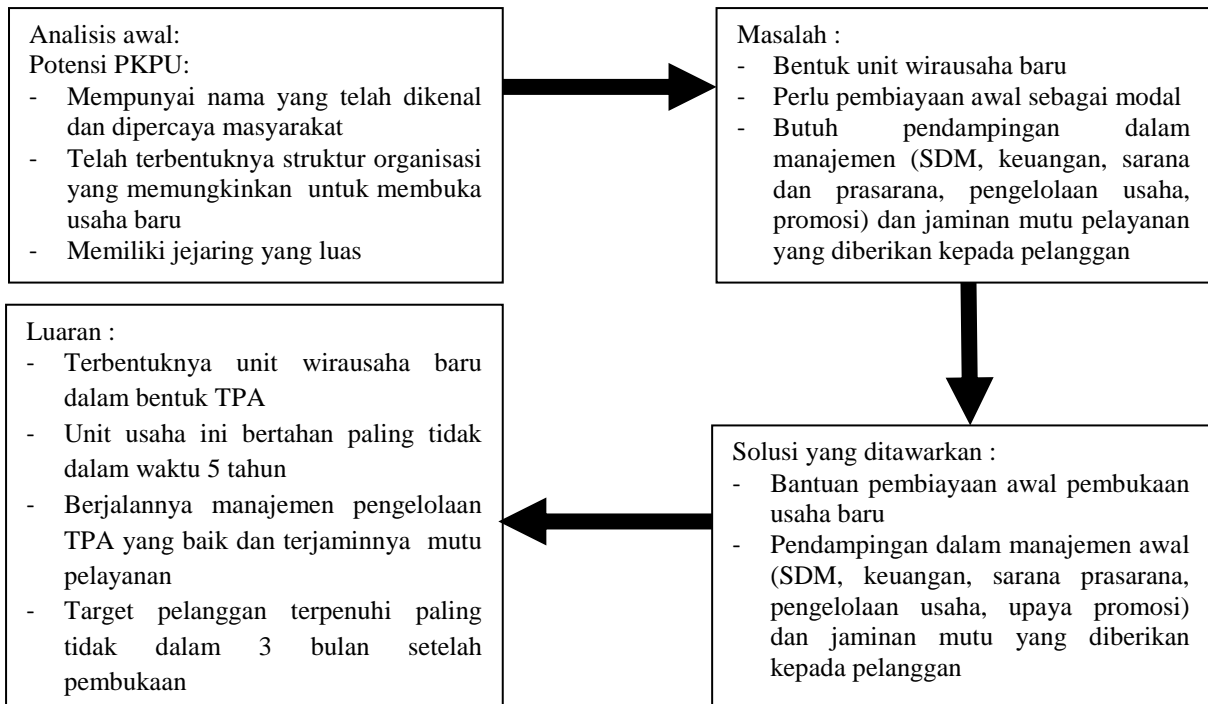 Analisis awal:
Potensi PKPU:
- Mempunyai nama yang telah dikenal
dan dipercaya masyarakat
- Telah terbentuknya struktur organisasi
yang memungkinkan untuk membuka
usaha baru
- Memiliki jejaring yang luas
Masalah :
- Bentuk unit wirausaha baru
- Perlu pembiayaan awal sebagai modal
- Butuh pendampingan dalam
manajemen (SDM, keuangan, sarana
dan prasarana, pengelolaan usaha,
promosi) dan jaminan mutu pelayanan
yang diberikan kepada pelanggan
Solusi yang ditawarkan :
- Bantuan pembiayaan awal pembukaan
usaha baru
- Pendampingan dalam manajemen awal
(SDM, keuangan, sarana prasarana,
pengelolaan usaha, upaya promosi)
dan jaminan mutu yang diberikan
kepada pelanggan
Luaran :
- Terbentuknya unit wirausaha baru
dalam bentuk TPA
- Unit usaha ini bertahan paling tidak
dalam waktu 5 tahun
- Berjalannya manajemen pengelolaan
TPA yang baik dan terjaminnya mutu
pelayanan
- Target pelanggan terpenuhi paling
tidak dalam 3 bulan setelah
pembukaan